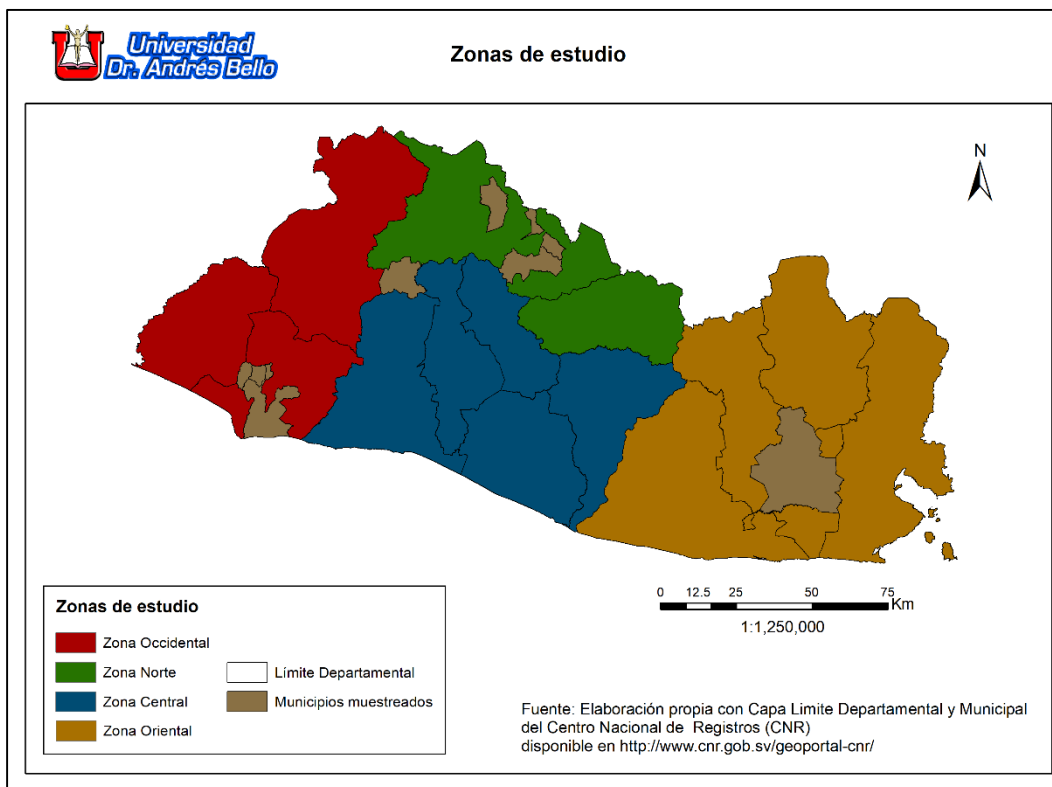 Universidad
Dr. Andrés Bello
Zonas de estudio
N
0 12.5 25 50 75
Km
1:1,250,000
Zonas de estudio
Zona Occidental
Zona Norte
Límite Departamental
Zona Central
Municipios muestreados
Zona Oriental
Fuente: Elaboración propia con Capa Limite Departamental y Municipal
del Centro Nacional de Registros (CNR)
disponible en http://www.cnr.gob.sv/geoportal-cnr/